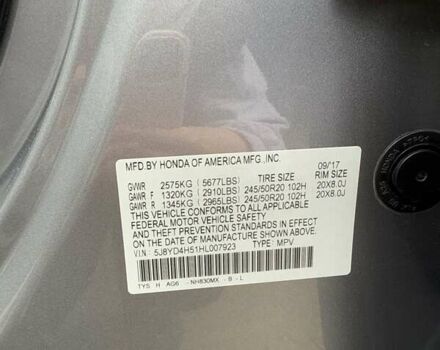 MFD.BY HONDA OF AMERICA MFG.,INC.
09/17
TIRE SIZE RIM SIZE
GVWR 2575KG (5677LBS)
GAWR F 1320KG (2910LBS) 245/50R20 102H 20X8.0J
GAWR R 1345KG (2965LBS) 245/50R20 102H 20X8.0J
THIS VEHICLE CONFORMS TO ALL APPLICABLE
FEDERAL MOTOR VEHICLE SAFETY, BUMPER
AND THEFT PREVENTION STANDARDS IN EFFECT
ON THE DATE OF MANUFACTURE SHOWN ABOVE.
VIN: 5J8YD4H51HL007923 TYPE: MPV
TYS H AG6 -NH830MX -B -L
HONDA